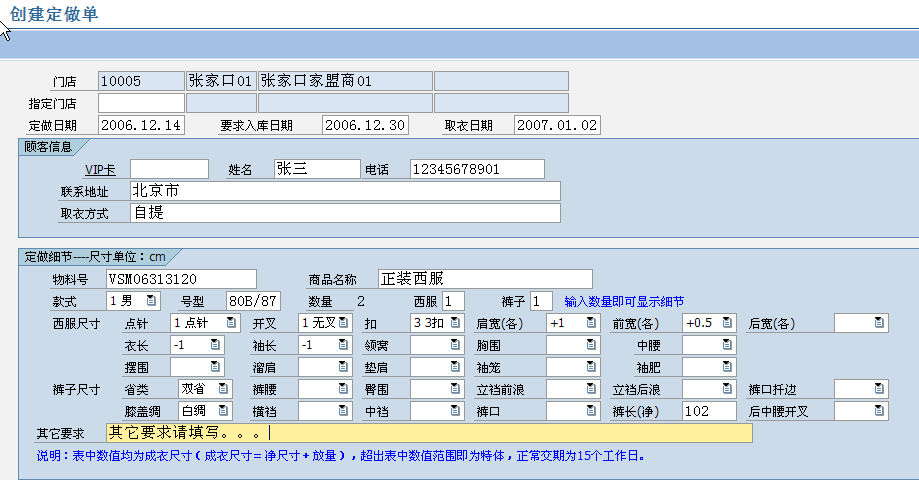 创建定做单
门店 10005 张家口01 张家口家盟商01
指定门店
定做日期 2006.12.14 要求入库日期 2006.12.30 取衣日期 2007.01.02
顾客信息
VIP卡 姓名 张三 电话 12345678901
联系地址 北京市
取衣方式 自提
定做细节----尺寸单位：cm
物料号 VSM06313120 商品名称 正装西服
款式 1 男 号型 80B/87 数量 2 西服 1 裤子 1 输入数量即可显示细节
西服尺寸 点针 1 点针 开叉 1 无叉 扣 3 3扣 肩宽(各) +1 前宽(各) +0.5 后宽(各)
衣长 -1 袖长 -1 领窝 胸围 中腰
摆围 溜肩 垫肩 袖笼 袖肥
裤子尺寸 省类 双省 裤腰 臀围 立裆前浪 立裆后浪 裤口扦边
膝盖绸 白绸 横裆 中裆 裤口 裤长(净) 102 后中腰开叉
其它要求 其它要求请填写。。。
说明：表中数值均为成衣尺寸（成衣尺寸＝净尺寸＋放量），超出表中数值范围即为特体，正常交期为15个工作日。